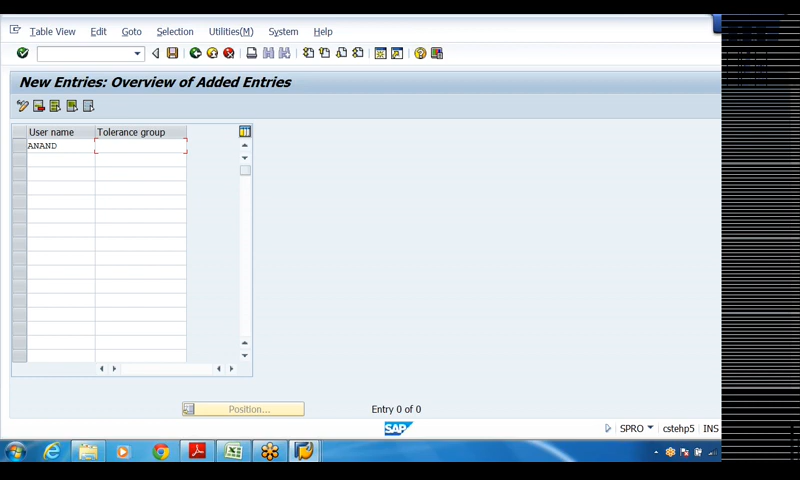 Table View Edit Goto Selection Utilities(M) System Help
New Entries: Overview of Added Entries
User name Tolerance group
ANAND
Position...
Entry 0 of 0
SAP
SPRO cstehp5 INS